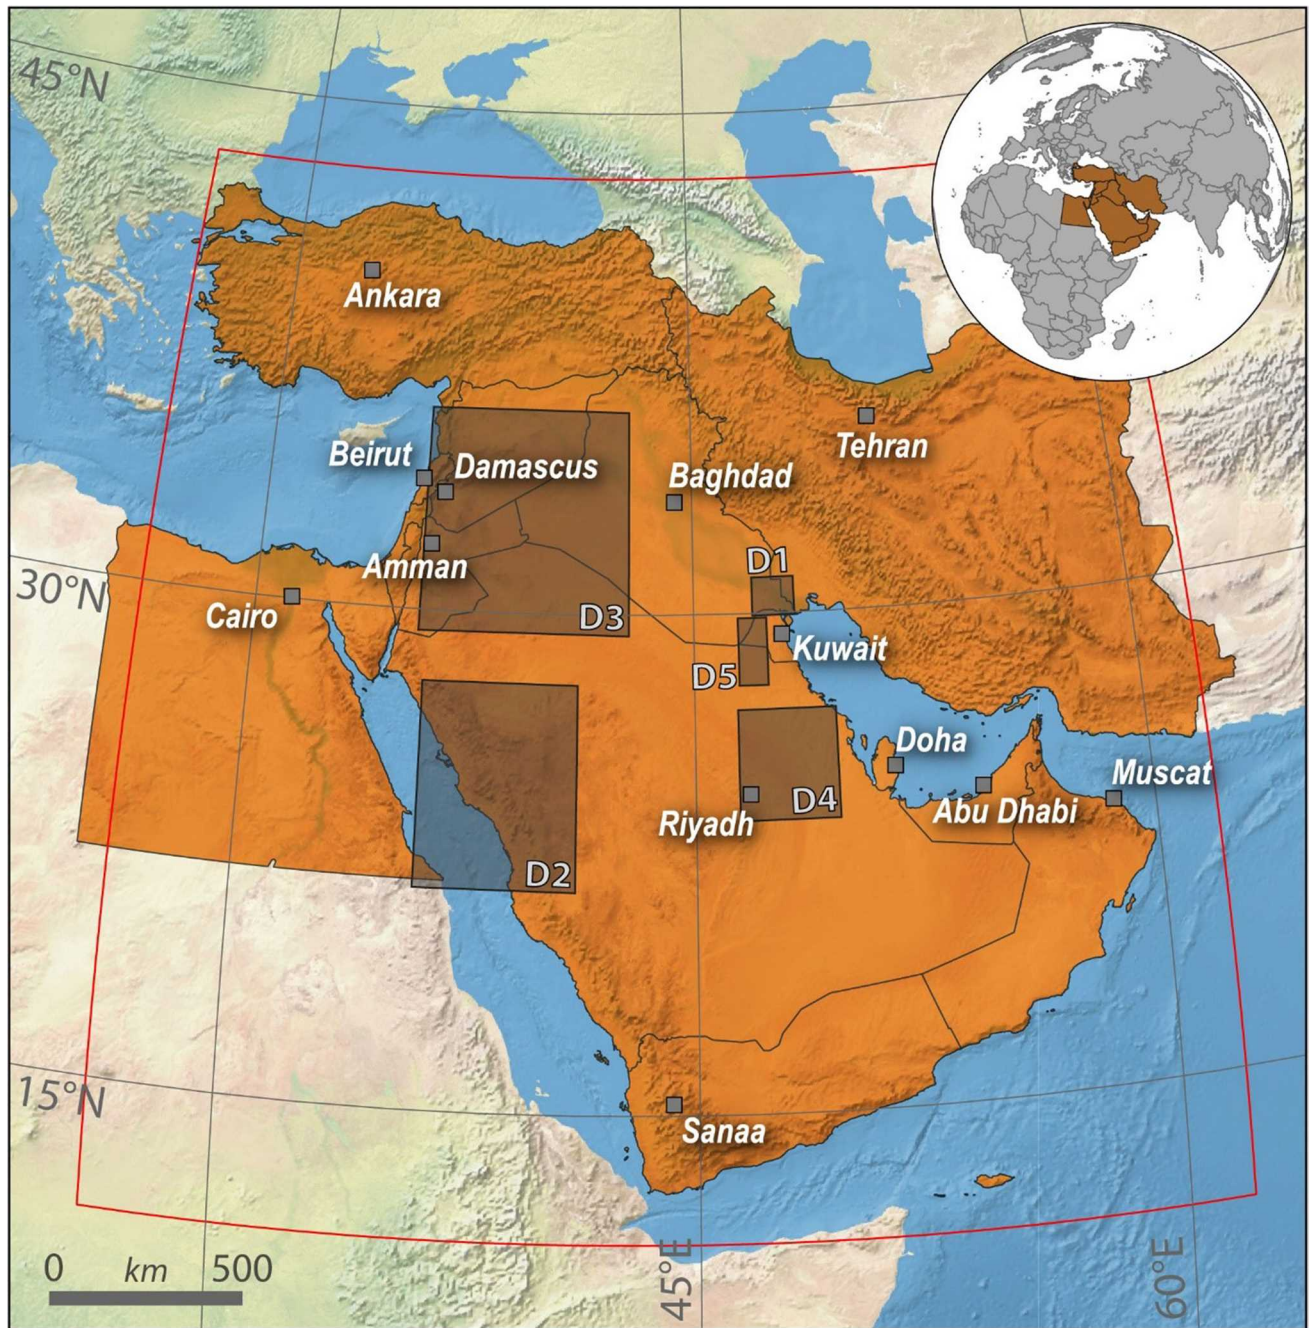 45°N
Ankara
Tehran
Beirut
Damascus
Baghdad
D1
Amman
30°N
Cairo
D3
Kuwait
D5
Doha
Muscat
D4
Abu Dhabi
Riyadh
D2
15°N
Sanaa
0 km 500
45°E
60°E